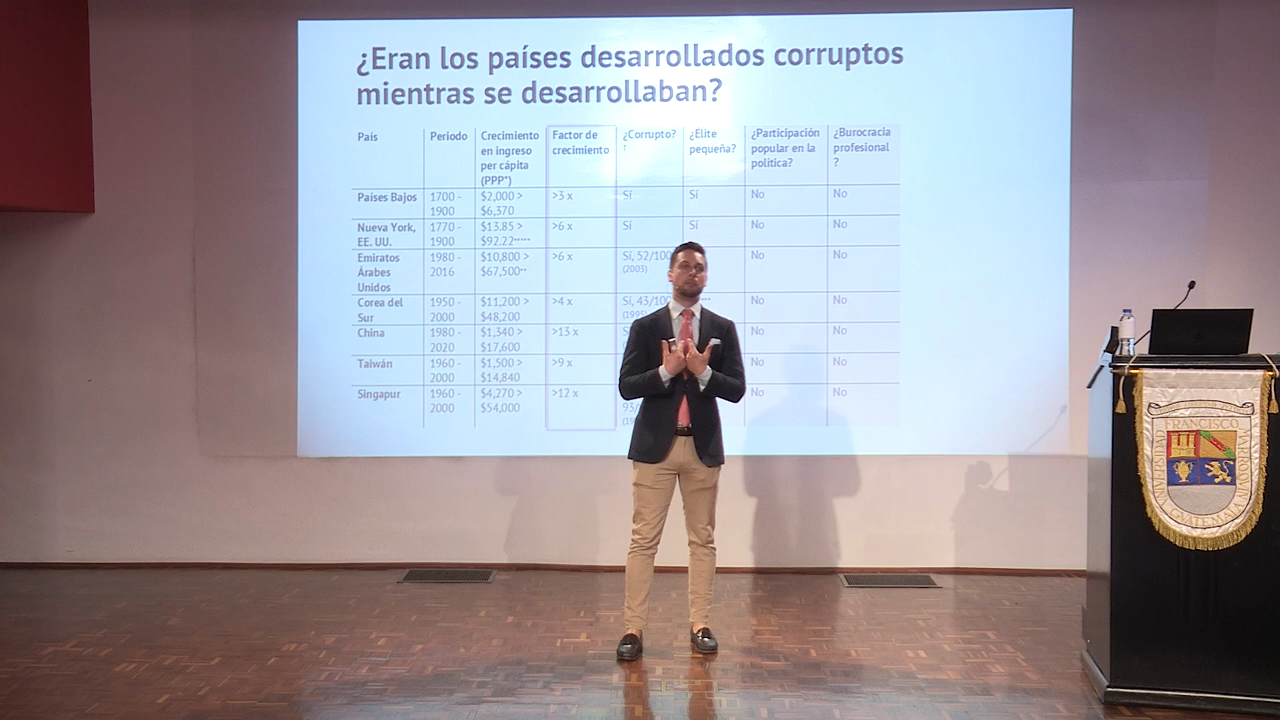 ¿Eran los países desarrollados corruptos
mientras se desarrollaban?
País
Periodo
Crecimiento
en ingreso
per cápita
(PPP*)
Factor de
crecimiento
¿Corrupto?
¿Élite
pequeña?
¿Participación
popular en la
política?
¿Burocracia
profesional
?
Países Bajos
1700 -
1900
$2,000 >
$6,370
>3 x
Sí
Sí
No
No
Nueva York,
EE. UU.
1770 -
1900
$13.85 >
$92.22*****
>6 x
Sí
Sí
No
No
Emiratos
Árabes
Unidos
1980 -
2016
$10,800 >
$67,500**
>6 x
Sí, 52/100
(2003)
No
No
Corea del
Sur
1950 -
2000
$11,200 >
$48,200
>4 x
Sí, 43/100
No
No
China
1980 -
2020
$1,340 >
$17,600
>13 x
No
No
Taiwán
1960 -
2000
$1,500 >
$14,840
>9 x
No
No
Singapur
1960 -
2000
$4,270 >
$54,000
>12 x
93/
No
No
FRANCISCO
MARROQUIN
UNIVERSIDAD
GUATEMALA